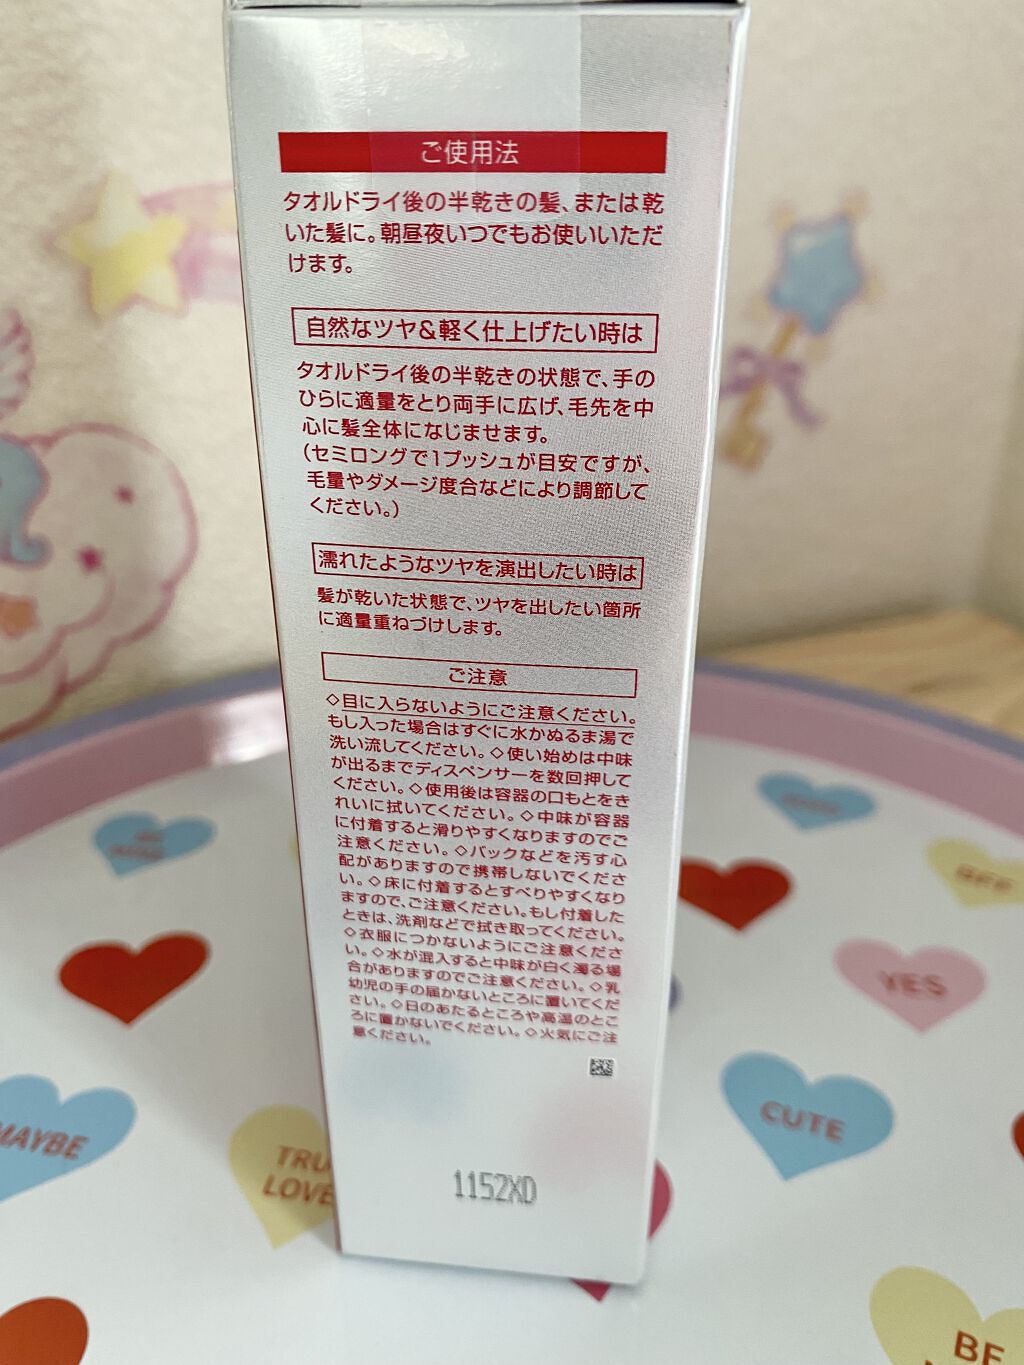 ご使用法
タオルドライ後の半乾きの髪、または乾
いた髪に。朝昼夜いつでもお使いいただ
けます。
自然なツヤ&軽く仕上げたい時は
タオルドライ後の半乾きの状態で、手の
ひらに適量をとり両手に広げ、毛先を中
心に髪全体になじませます。
(セミロングで1プッシュが目安ですが、
毛量やダメージ度合などにより調節して
ください。)
濡れたようなツヤを演出したい時は
髪が乾いた状態で、ツヤを出したい箇所
に適量重ねづけします。
ご注意
◇目に入らないようにご注意ください。
もし入った場合はすぐに水かぬるま湯で
洗い流してください。◇使い始めは中味
が出るまでディスペンサーを数回押して
ください。◇使用後は容器の口もとをき
れいに拭いてください。◇中味が容器
に付着すると滑りやすくなりますのでご
注意ください。◇バックなどを汚す心
配がありますので携帯しないでくださ
い。◇床に付着するとすべりやすくなり
ますので、ご注意ください。もし付着した
ときは、洗剤などで拭き取ってください。
◇衣服につかないようにご注意くださ
い。◇水が混入すると中味が白く濁る場
合がありますのでご注意ください。◇乳
幼児の手の届かないところに置いてくだ
さい。◇日のあたるところや高温のとこ
ろに置かないでください。◇火気にご注
意ください。
1152XD
YES
CUTE
MAYBE
TRU
LOVE
BE